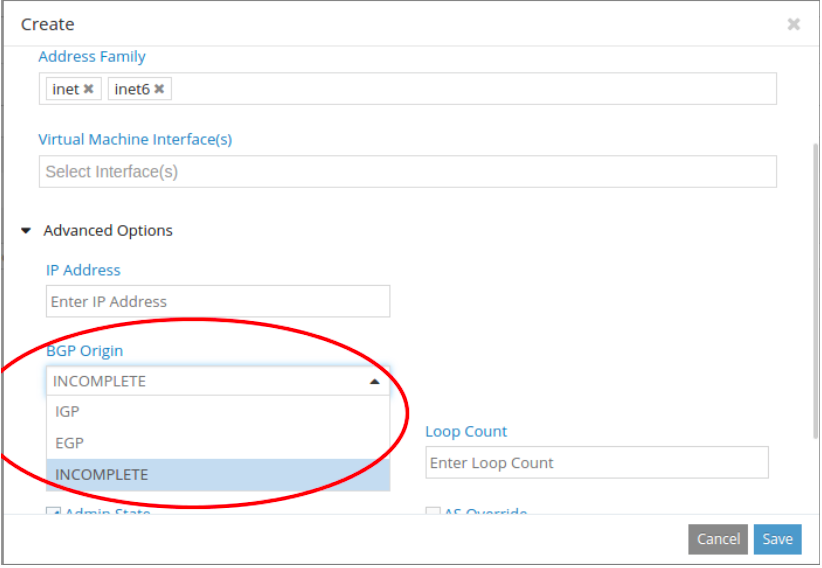 Create
Address Family
inet inet6
Virtual Machine Interface(s)
Select Interface(s)
Advanced Options
IP Address
Enter IP Address
BGP Origin
INCOMPLETE
IGP
EGP
INCOMPLETE
Loop Count
Enter Loop Count
Admin State
AS Override
Cancel Save